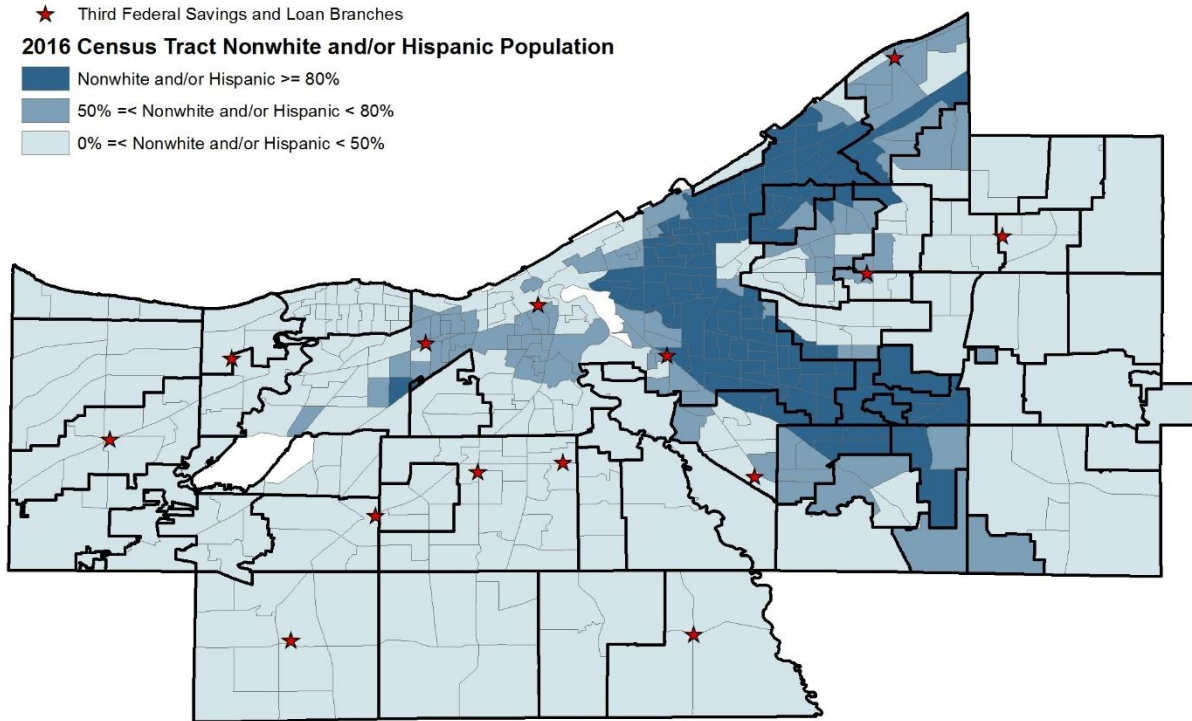 Third Federal Savings and Loan Branches
2016 Census Tract Nonwhite and/or Hispanic Population
Nonwhite and/or Hispanic >= 80%
50% =< Nonwhite and/or Hispanic < 80%
0% =< Nonwhite and/or Hispanic < 50%